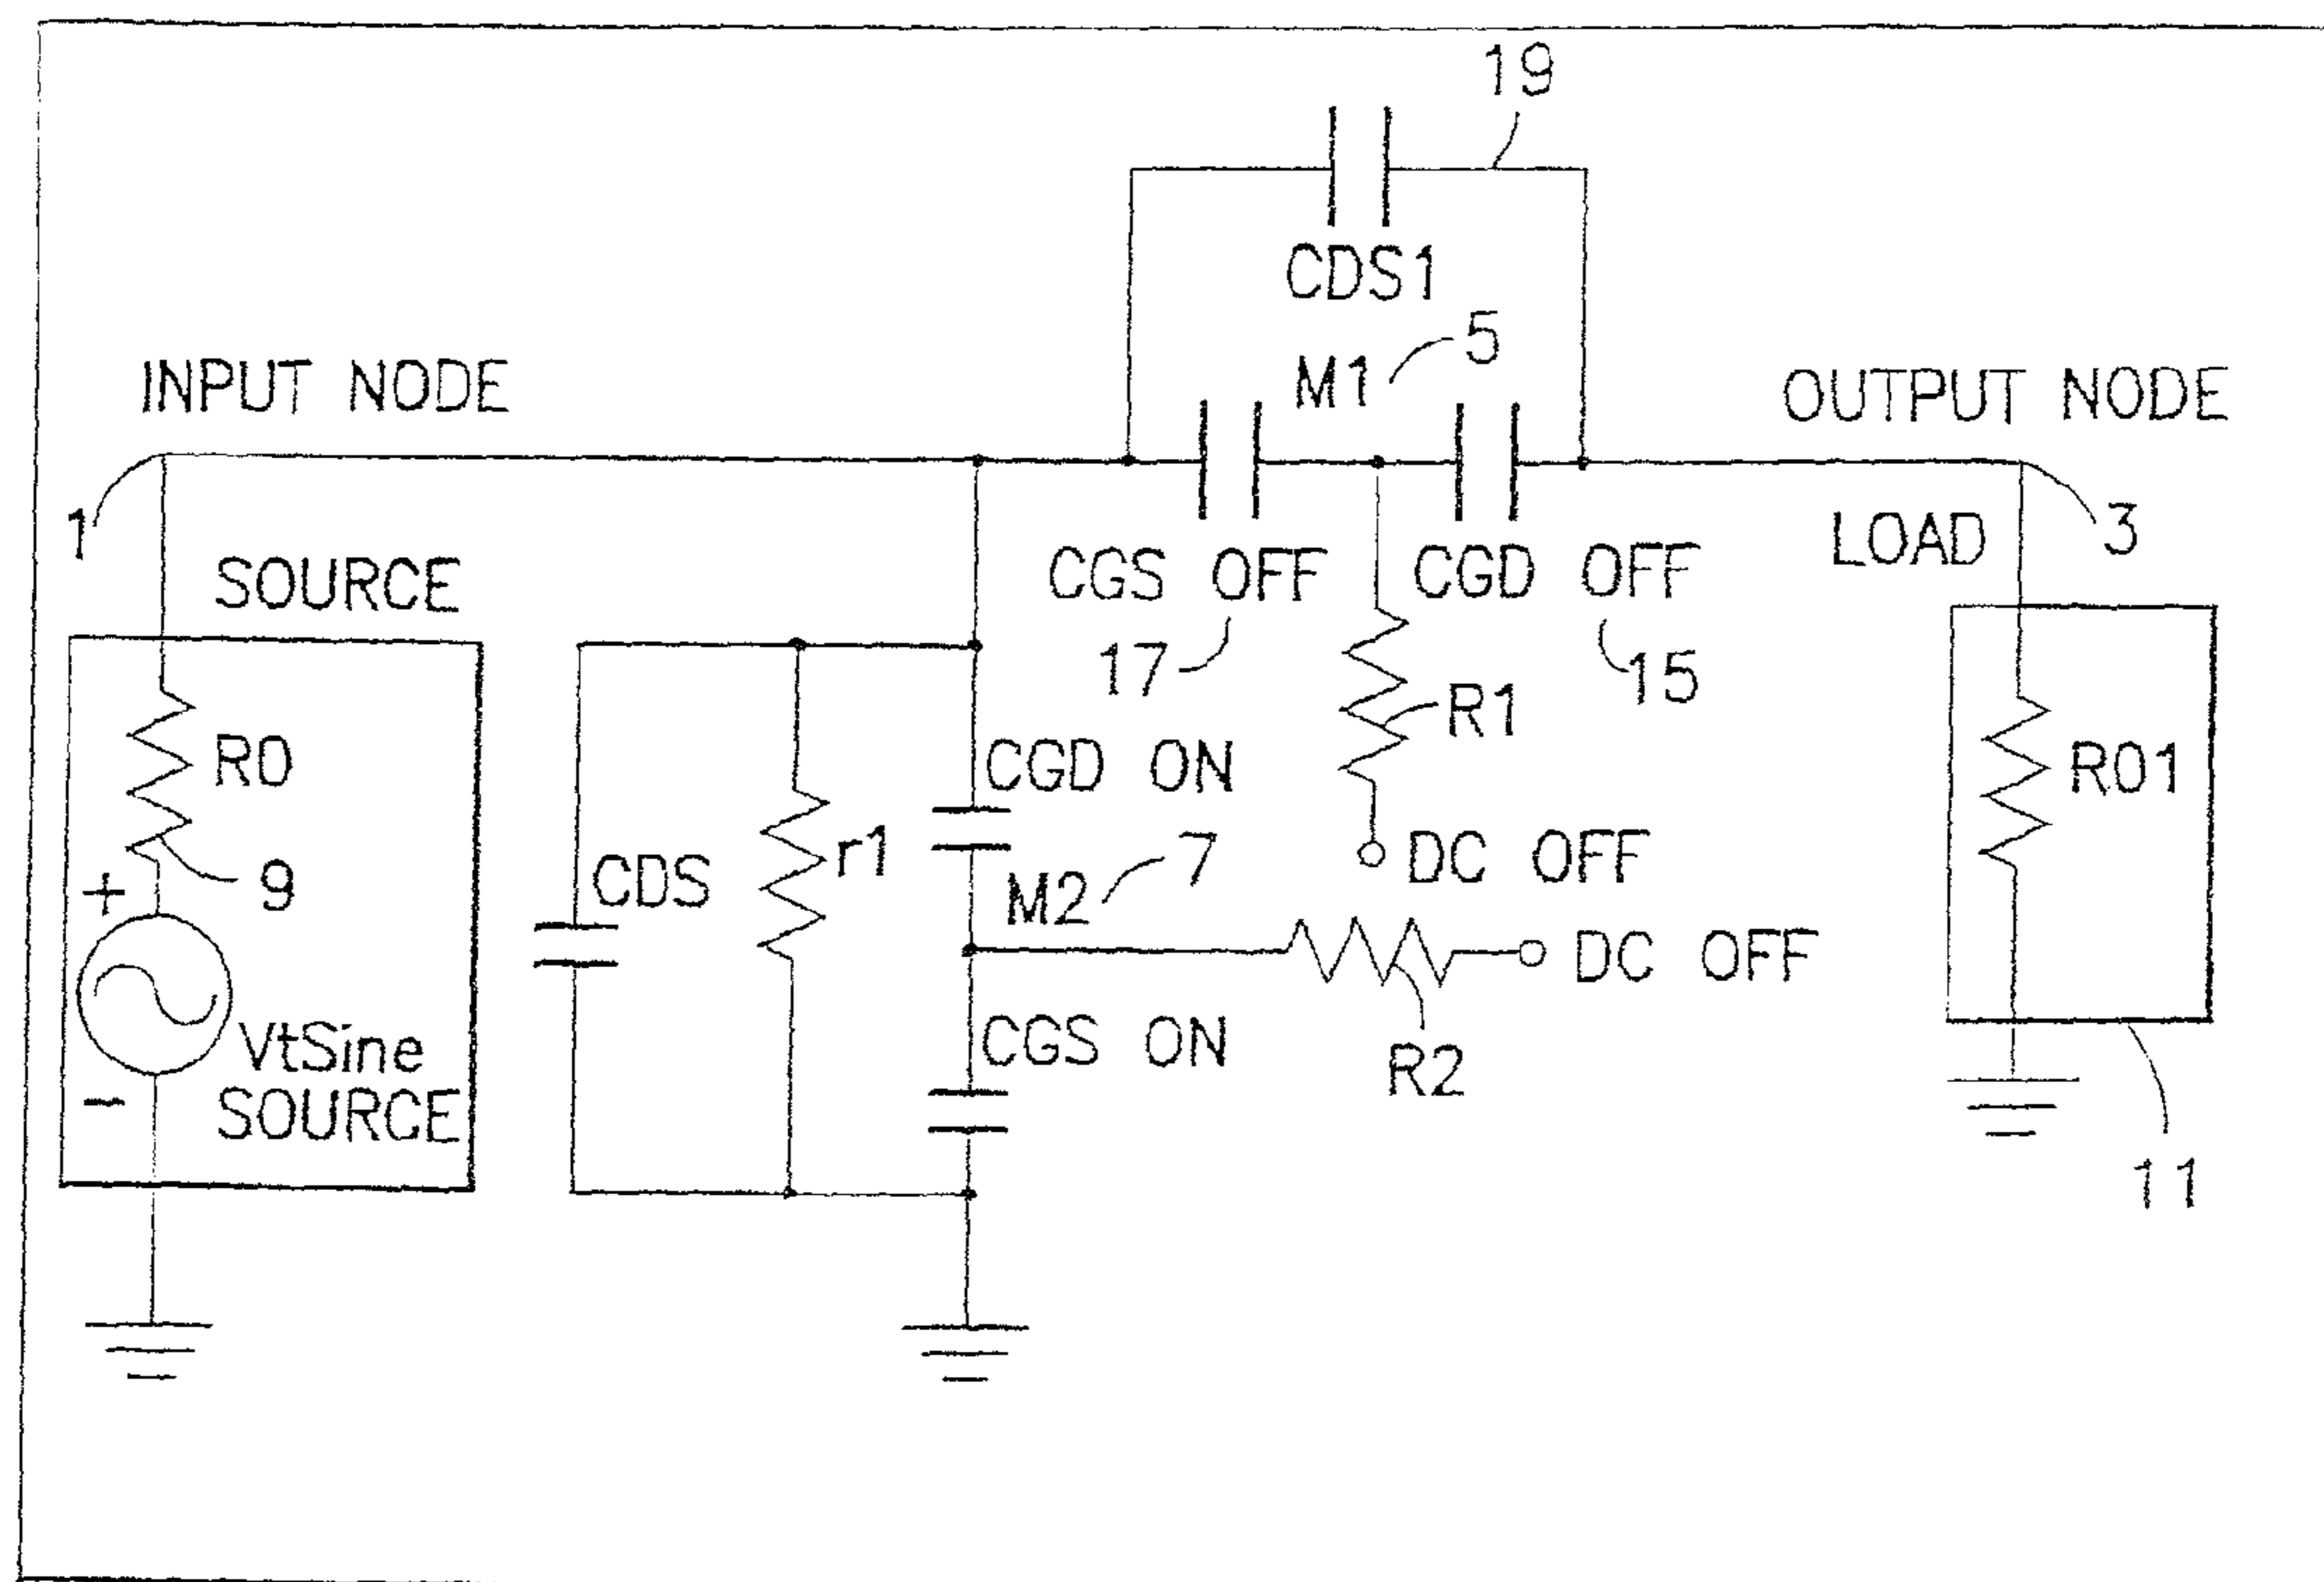 19
CDS1
M1
5
INPUT NODE
OUTPUT NODE
1
3
SOURCE
CGS OFF
CGD OFF
LOAD
17
15
R0
R1
R01
CGD ON
r1
CDS
9
+
M2
7
DC OFF
DC OFF
VtSine
SOURCE
-
CGS ON
R2
11